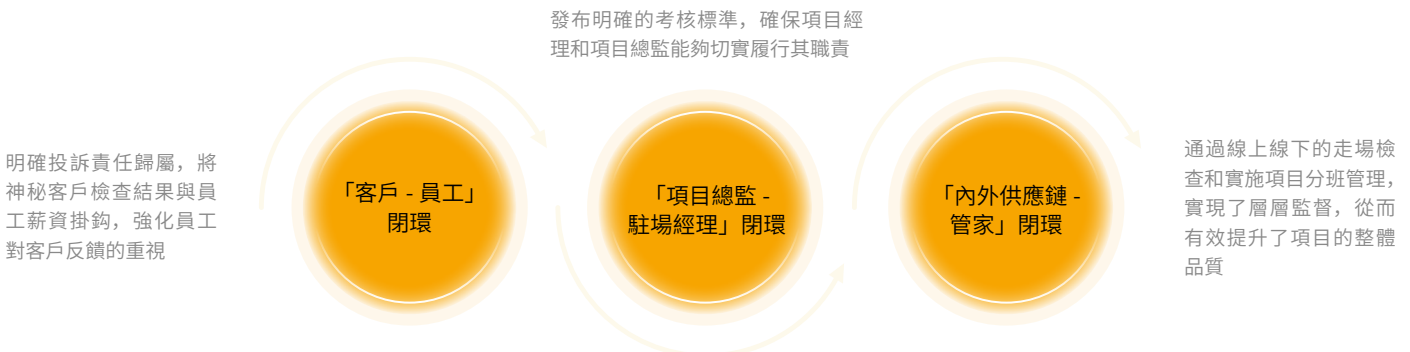 發布明確的考核標準，確保項目經
理和項目總監能夠切實履行其職責
明確投訴責任歸屬，將
神秘客戶檢查結果與員
工薪資掛鈎，強化員工
對客戶反饋的重視
「客戶 - 員工」
閉環
「項目總監 -
駐場經理」閉環
「內外供應鏈 -
管家」閉環
通過線上線下的走場檢
查和實施項目分班管理，
實現了層層監督，從而
有效提升了項目的整體
品質